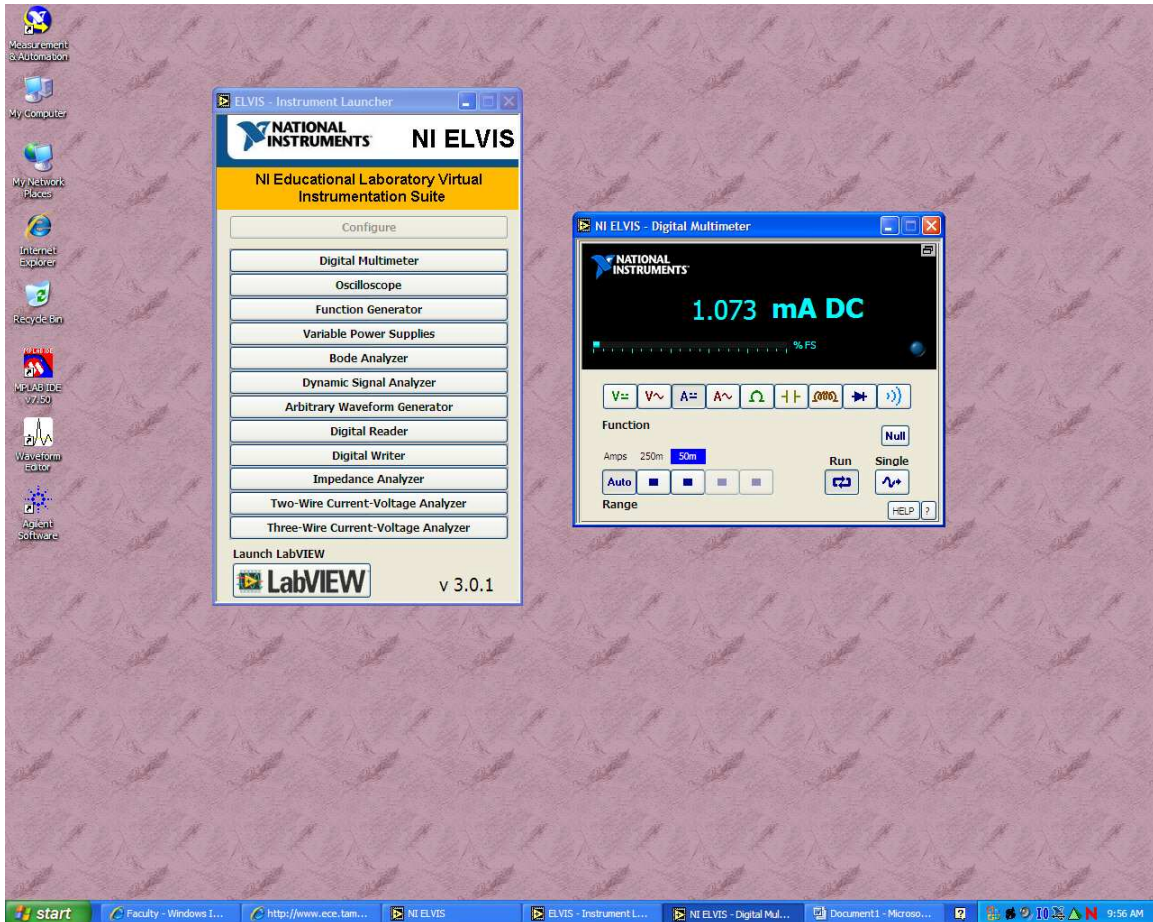 Measurement
& Automation
My Computer
My Network
Places
Internet
Explorer
Recycle Bin
MPLAB IDE
MPLAB IDE
v7.50
Waveform
Editor
Agilent
Software
ELVIS - Instrument Launcher
NATIONAL
INSTRUMENTS
NI ELVIS
NI Educational Laboratory Virtual
Instrumentation Suite
Configure
Digital Multimeter
Oscilloscope
Function Generator
Variable Power Supplies
Bode Analyzer
Dynamic Signal Analyzer
Arbitrary Waveform Generator
Digital Reader
Digital Writer
Impedance Analyzer
Two-Wire Current-Voltage Analyzer
Three-Wire Current-Voltage Analyzer
Launch LabVIEW
LabVIEW
v 3.0.1
NI ELVIS - Digital Multimeter
NATIONAL
INSTRUMENTS
1.073 mA DC
% FS
V= V~ A= A~ Ω
Function
Null
Amps 250m 50m
Run Single
Auto
Range
HELP ?
start
Faculty - Windows I...
http://www.ece.tam...
NI ELVIS
ELVIS - Instrument L...
NI ELVIS - Digital Mul...
Document1 - Microso...
?
IO
N
9:56 AM